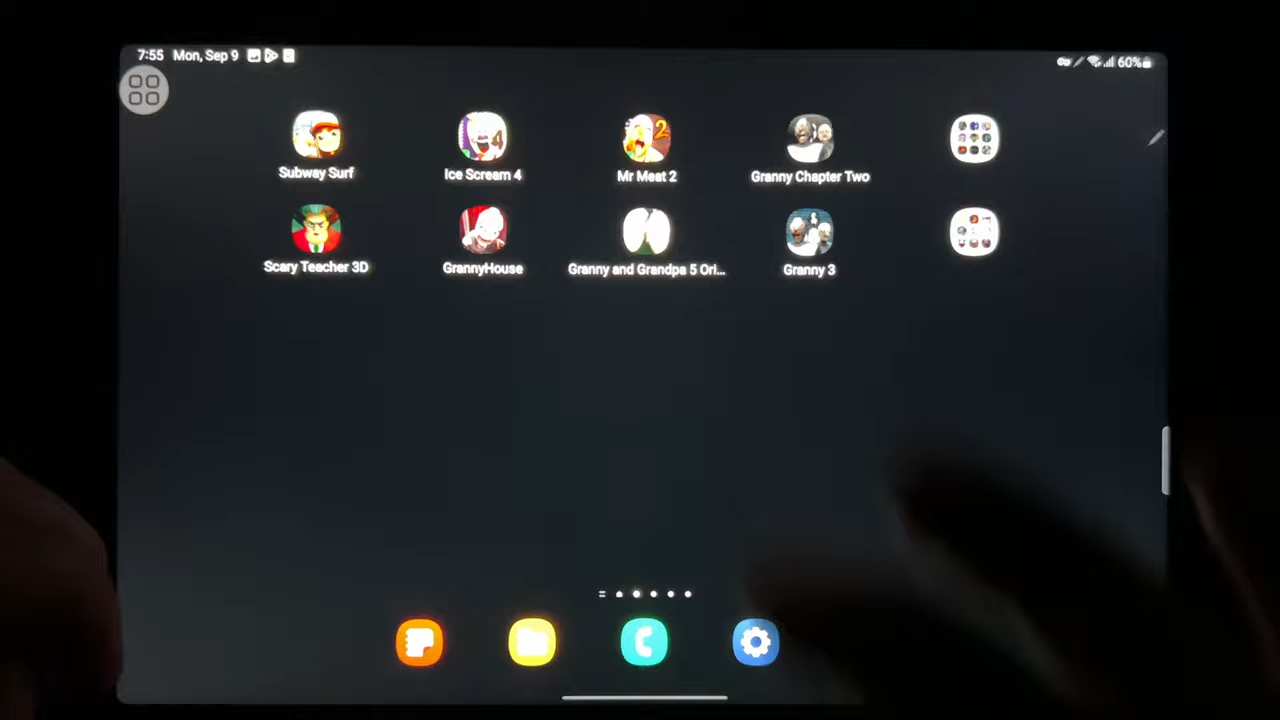 7:55 Mon, Sep 9
60%
Subway Surf
Ice Scream 4
Mr Meat 2
Granny Chapter Two
Scary Teacher 3D
GrannyHouse
Granny and Grandpa 5 Ori...
Granny 3